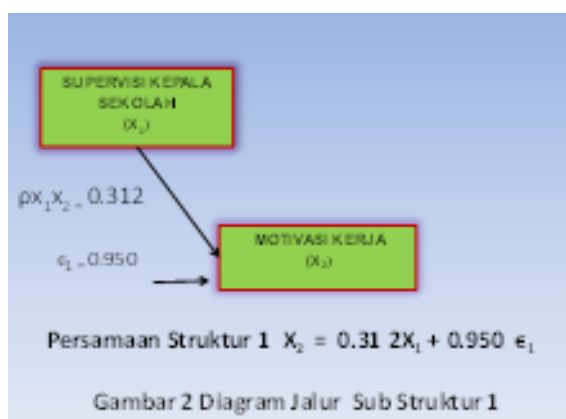 SUPERVISI KEPALA
SEKOLAH
(X₁)
ρx₁x₂ = 0.312
ϵ₁ = 0.950
MOTIVASI KERJA
(X₂)
Persamaan Struktur 1 X₂ = 0.31 2X₁ + 0.950 ϵ₁
Gambar 2 Diagram Jalur Sub Struktur 1